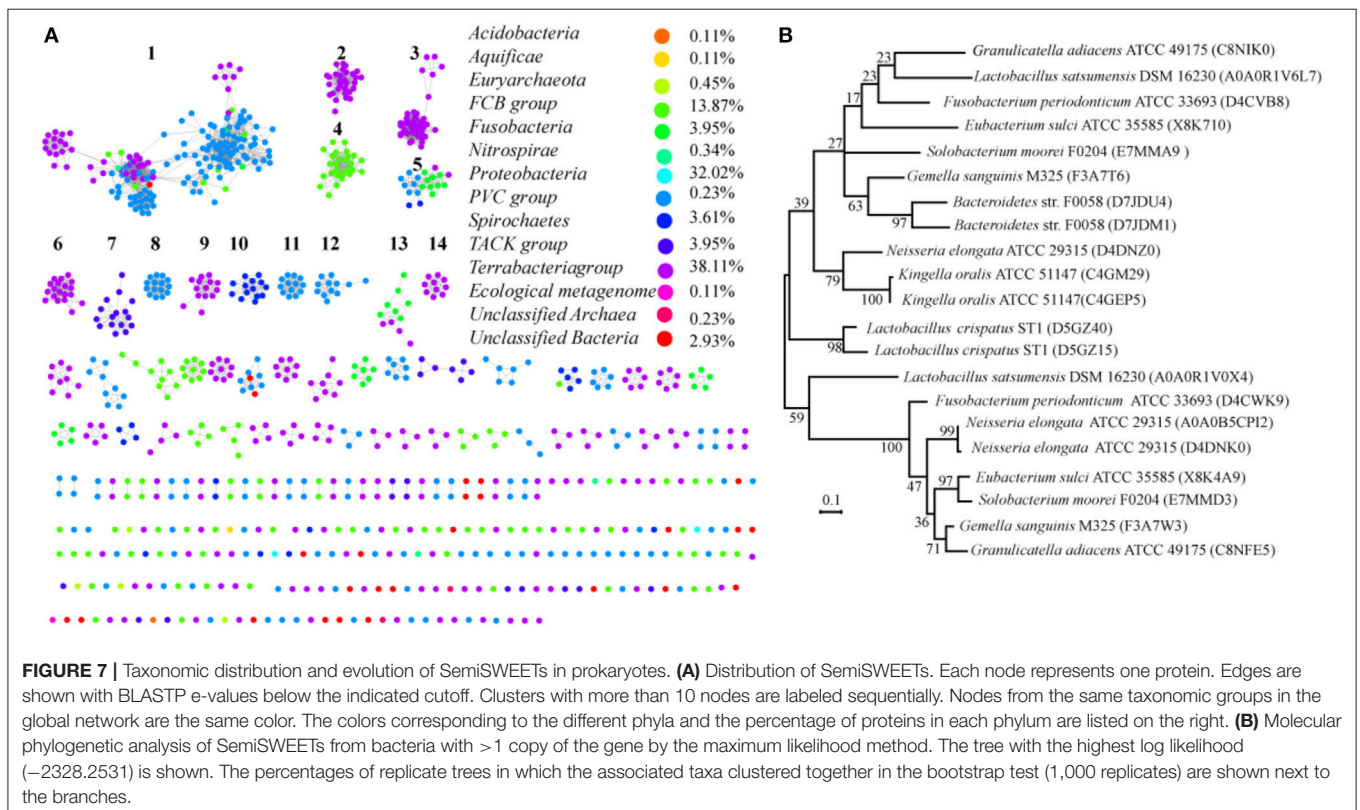 A
1
2
3
4
5
6 7 8 9 10 11 12 13 14
Acidobacteria 0.11%
Aquificae 0.11%
Euryarchaeota 0.45%
FCB group 13.87%
Fusobacteria 3.95%
Nitrospirae 0.34%
Proteobacteria 32.02%
PVC group 0.23%
Spirochaetes 3.61%
TACK group 3.95%
Terrabacteriagroup 38.11%
Ecological metagenome 0.11%
Unclassified Archaea 0.23%
Unclassified Bacteria 2.93%
B
Granulicatella adiacens ATCC 49175 (C8NIK0)
Lactobacillus satsumensis DSM 16230 (A0A0R1V6L7)
Fusobacterium periodonticum ATCC 33693 (D4CVB8)
Eubacterium sulci ATCC 35585 (X8K710)
Solobacterium moorei F0204 (E7MMA9 )
Gemella sanguinis M325 (F3A7T6)
Bacteroidetes str. F0058 (D7JDU4)
Bacteroidetes str. F0058 (D7JDM1)
Neisseria elongata ATCC 29315 (D4DNZ0)
Kingella oralis ATCC 51147 (C4GM29)
Kingella oralis ATCC 51147(C4GEP5)
Lactobacillus crispatus ST1 (D5GZ40)
Lactobacillus crispatus ST1 (D5GZ15)
Lactobacillus satsumensis DSM 16230 (A0A0R1V0X4)
Fusobacterium periodonticum ATCC 33693 (D4CWK9)
Neisseria elongata ATCC 29315 (A0A0B5CPI2)
Neisseria elongata ATCC 29315 (D4DNK0)
Eubacterium sulci ATCC 35585 (X8K4A9)
Solobacterium moorei F0204 (E7MMD3)
Gemella sanguinis M325 (F3A7W3)
Granulicatella adiacens ATCC 49175 (C8NFE5)
23
23
17
27
63
97
39
79
100
98
59
100
99
47
97
36
71
0.1
FIGURE 7 | Taxonomic distribution and evolution of SemiSWEETs in prokaryotes. (A) Distribution of SemiSWEETs. Each node represents one protein. Edges are
shown with BLASTP e-values below the indicated cutoff. Clusters with more than 10 nodes are labeled sequentially. Nodes from the same taxonomic groups in the
global network are the same color. The colors corresponding to the different phyla and the percentage of proteins in each phylum are listed on the right. (B) Molecular
phylogenetic analysis of SemiSWEETs from bacteria with >1 copy of the gene by the maximum likelihood method. The tree with the highest log likelihood
(−2328.2531) is shown. The percentages of replicate trees in which the associated taxa clustered together in the bootstrap test (1,000 replicates) are shown next to
the branches.